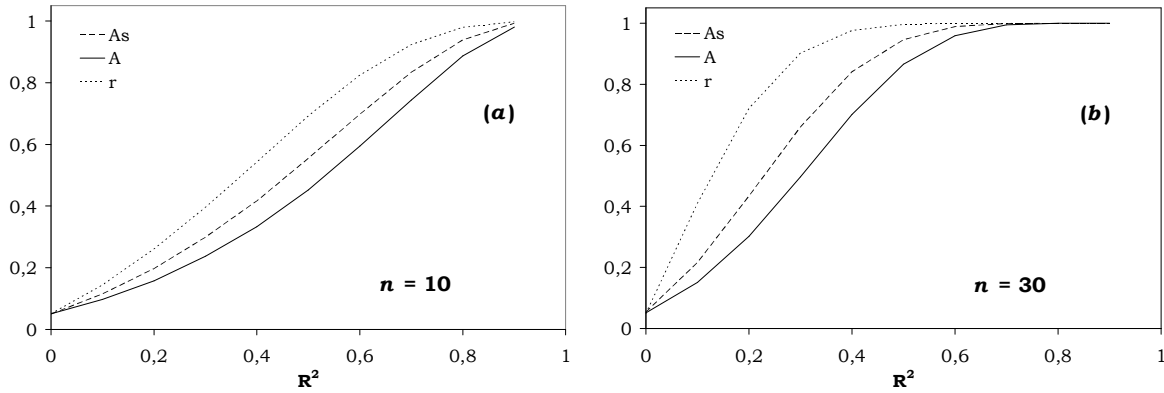 As
A
r
(a)
n = 10
1
0,8
0,6
0,4
0,2
0
0 0,2 0,4 0,6 0,8 1
R²
As
A
r
(b)
n = 30
1
0,8
0,6
0,4
0,2
0
0 0,2 0,4 0,6 0,8 1
R²